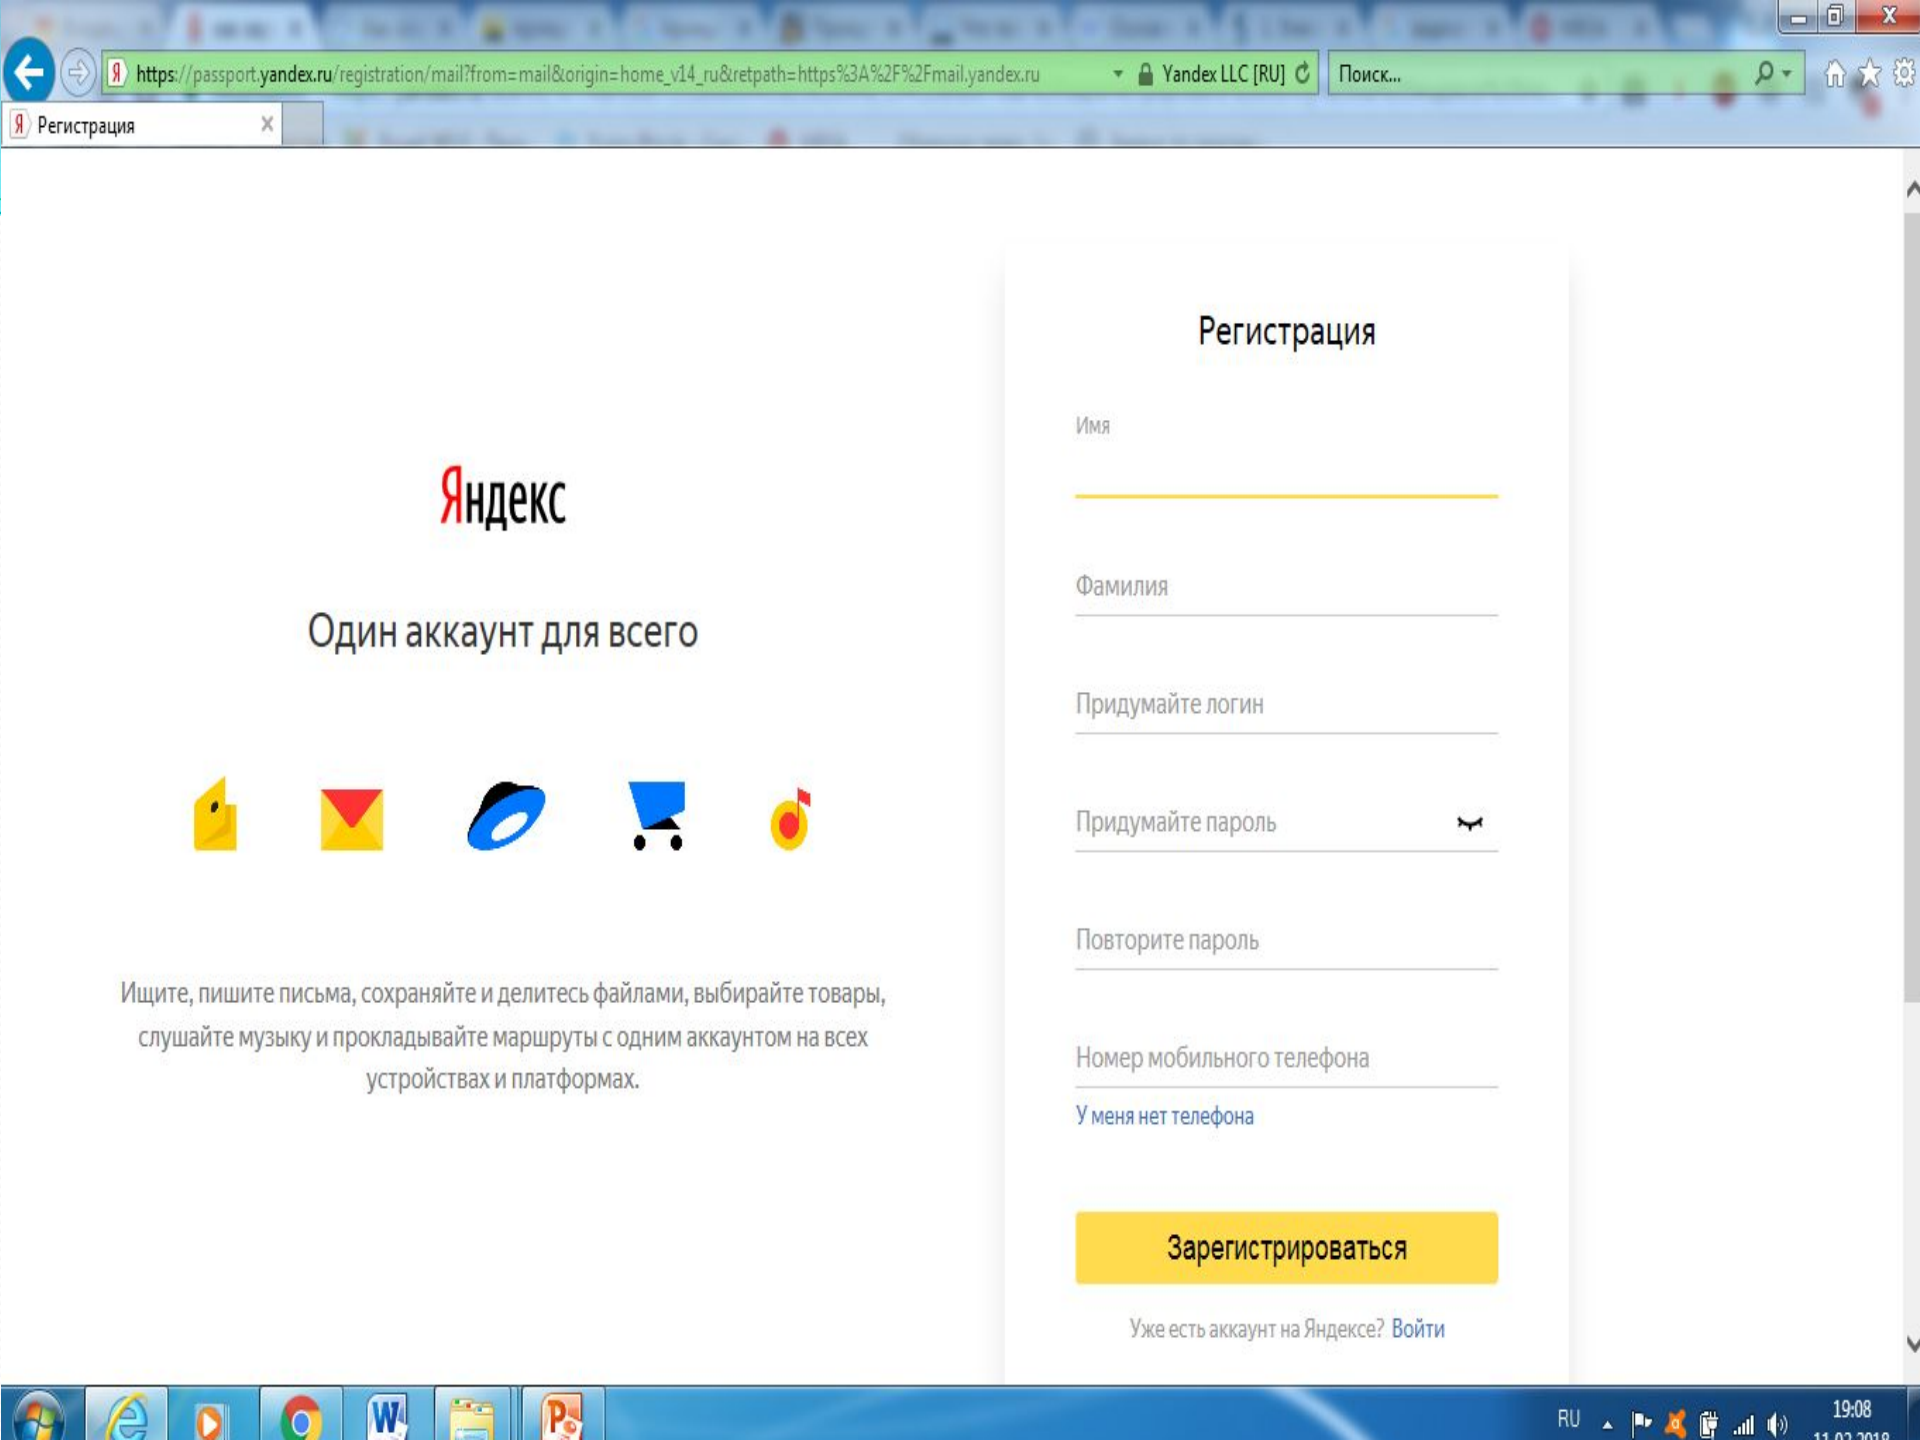 https://passport.yandex.ru/registration/mail?from=mail&origin=home_v14_ru&retpath=https%3A%2F%2Fmail.yandex.ru
Yandex LLC [RU]
Поиск...
Я Регистрация
Регистрация
Имя
Яндекс
Фамилия
Один аккаунт для всего
Придумайте логин
Придумайте пароль
Повторите пароль
Ищите, пишите письма, сохраняйте и делитесь файлами, выбирайте товары,
слушайте музыку и прокладывайте маршруты с одним аккаунтом на всех
устройствах и платформах.
Номер мобильного телефона
У меня нет телефона
Зарегистрироваться
Уже есть аккаунт на Яндексе? Войти
RU
19:08
11.02.2018